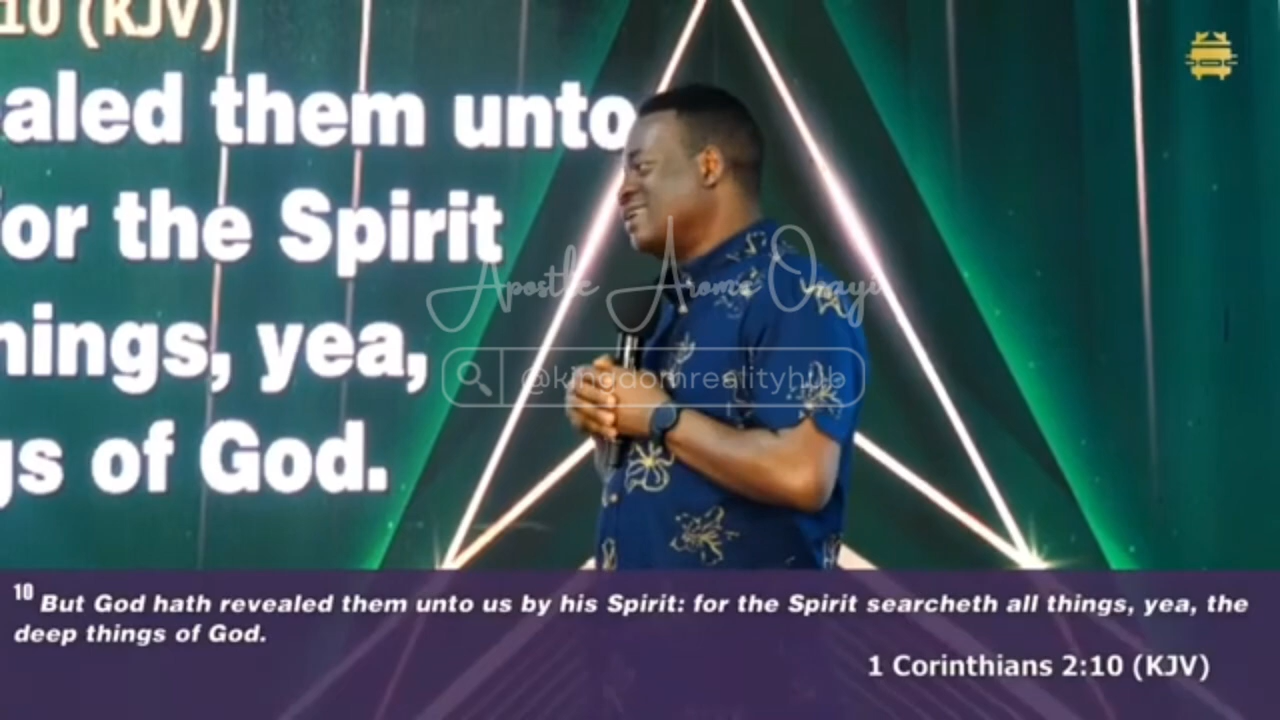 10 (KJV)
aled them unto
for the Spirit
hings, yea,
gs of God.
Apostle Arome Osayi
@kingdomrealityhub
10 But God hath revealed them unto us by his Spirit: for the Spirit searcheth all things, yea, the
deep things of God.
1 Corinthians 2:10 (KJV)